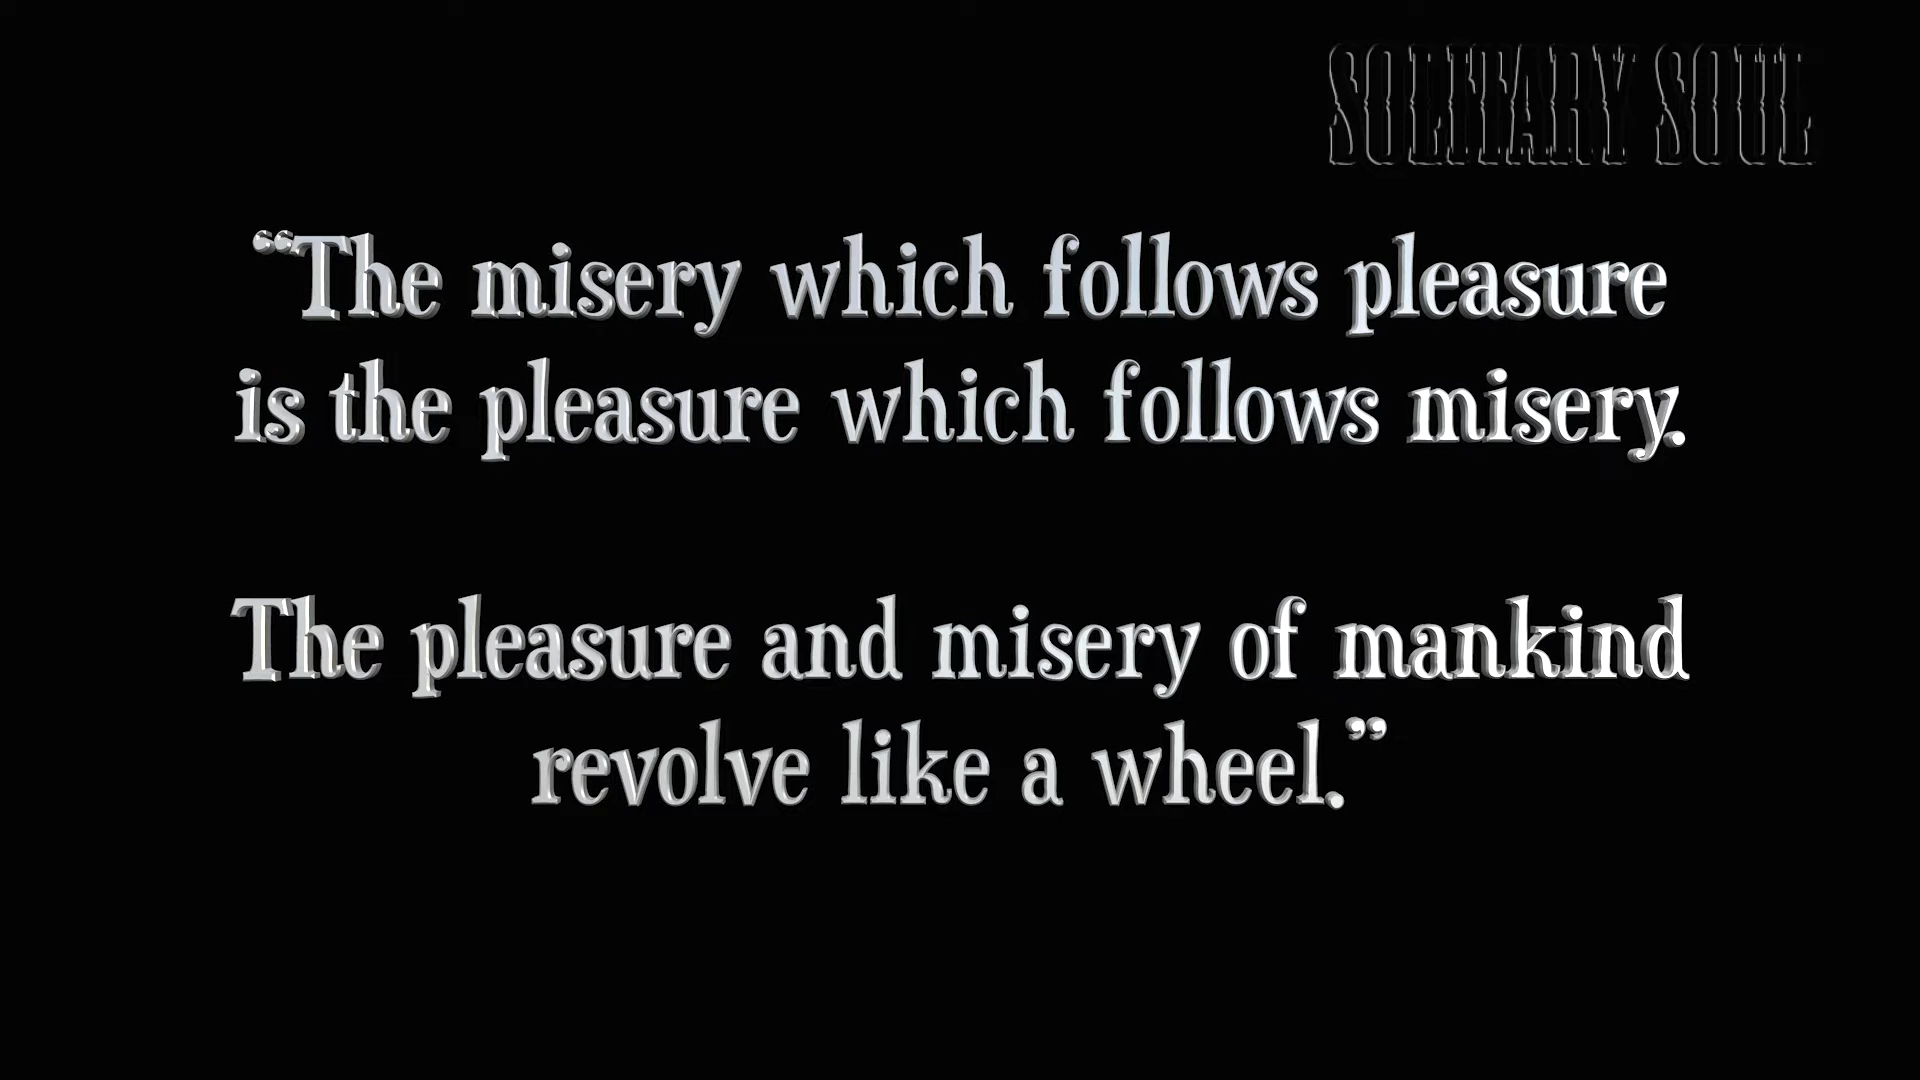 SOLITARY SOUL
“The misery which follows pleasure
is the pleasure which follows misery.
The pleasure and misery of mankind
revolve like a wheel.”